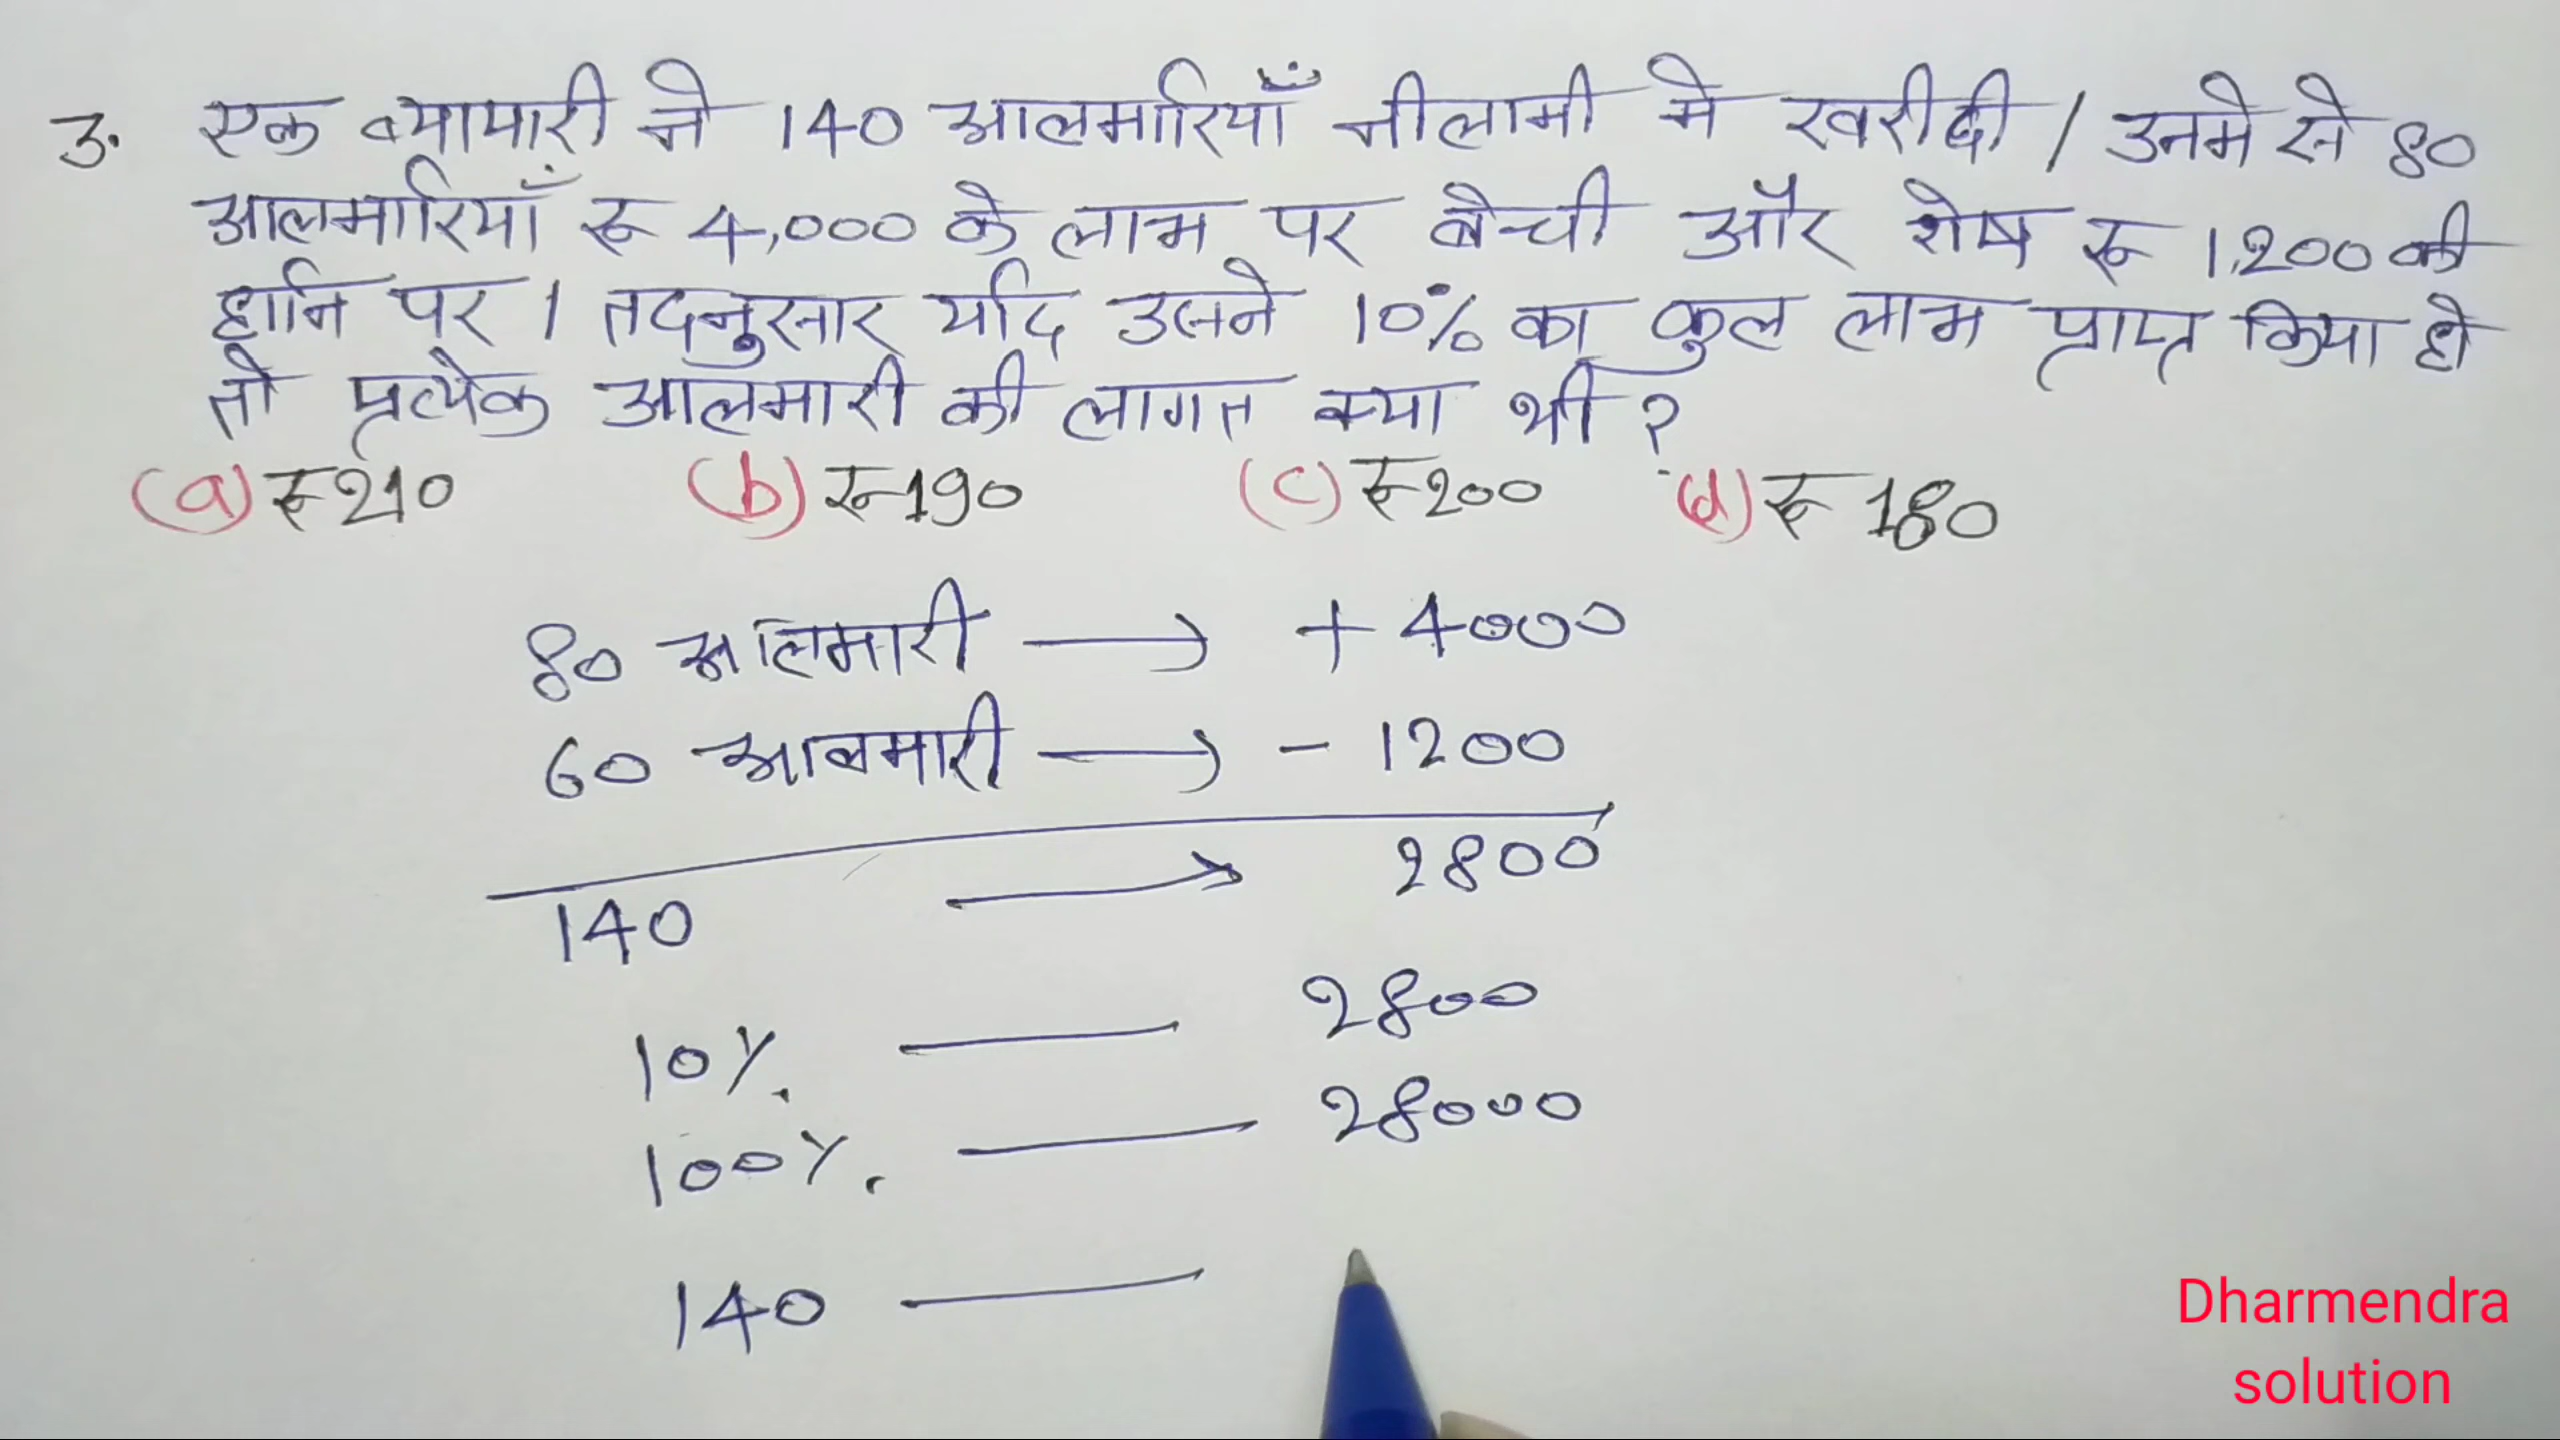 3. एक व्यापारी ने 140 आलमारियाँ नीलामी मे खरीदी / उनमे से 80
आलमारियाँ रू 4,000 के लाभ पर बेची और शेष रू 1,200 की
हानि पर । तदनुसार यदि उसने 10% का कुल लाभ प्राप्त किया हो
तो प्रत्येक आलमारी की लागत क्या थी ?
(a) रू 210 (b) रू 190 (c) रू 200 (d) रू 180
80 आलमारी → + 4000
60 आलमारी → - 1200
140 → 2800
10% — 2800
100% — 28000
140 —
Dharmendra
solution